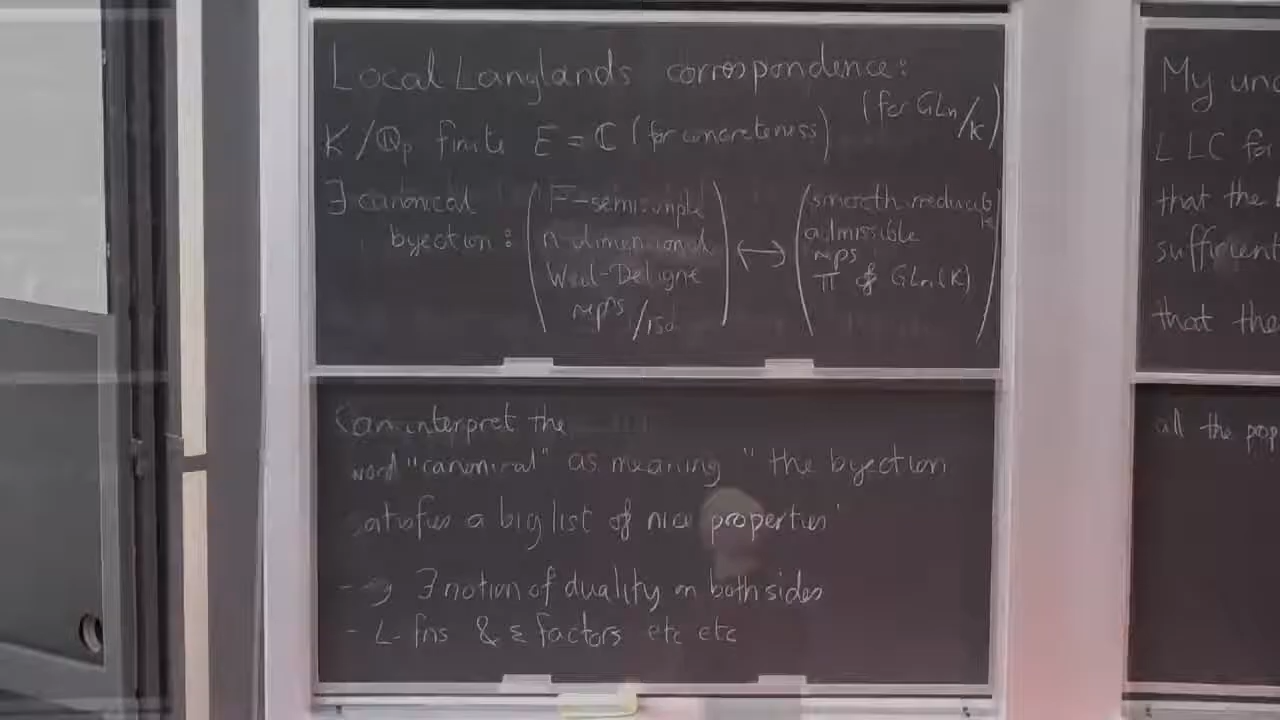 Local Langlands correspondence:
(for GLn/K)
K/ℚp finite E = ℂ (for concreteness)
∃ canonical bijection: ( F-semisimple n-dimensional Weil-Deligne reps /iso ) ↔ ( smooth irreducible admissible reps π of GLn(K) )
Can interpret the
word "canonical" as meaning "the bijection
satisfies a big list of nice properties"
- eg ∃ notion of duality on both sides
- L-fns & ε factors etc etc
My
LLC for
that the
sufficient
that the
all the